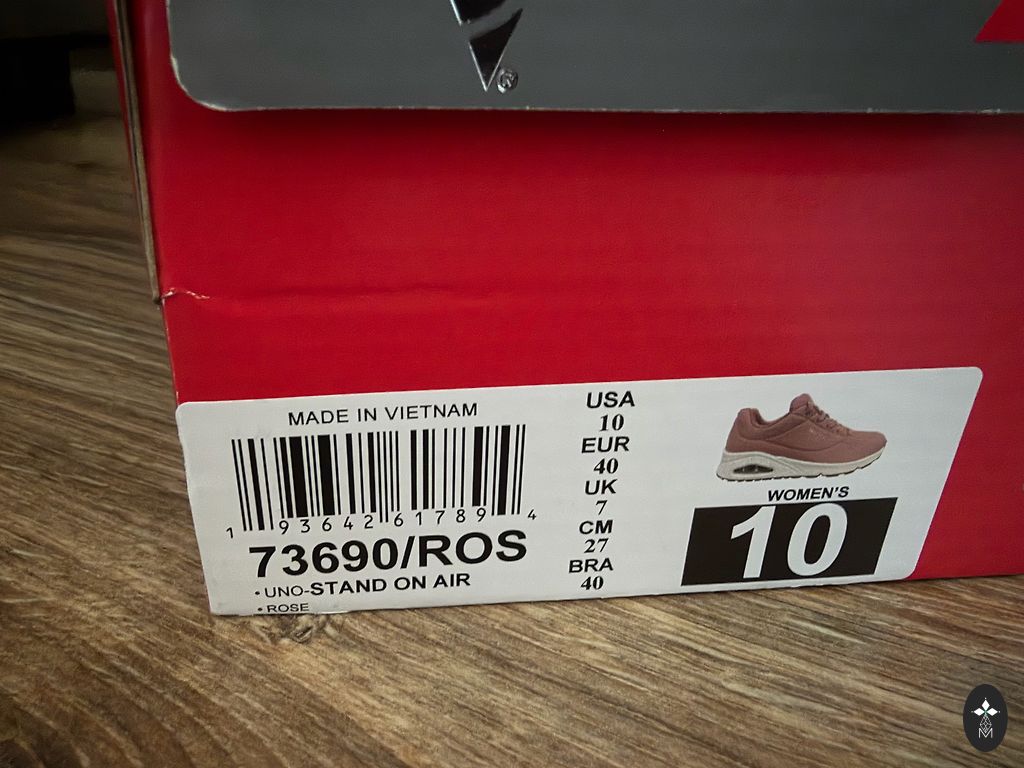 ®
MADE IN VIETNAM
1 93642 61789 4
73690/ROS
• UNO-STAND ON AIR
• ROSE
USA
10
EUR
40
UK
7
CM
27
BRA
40
WOMEN'S
10
M